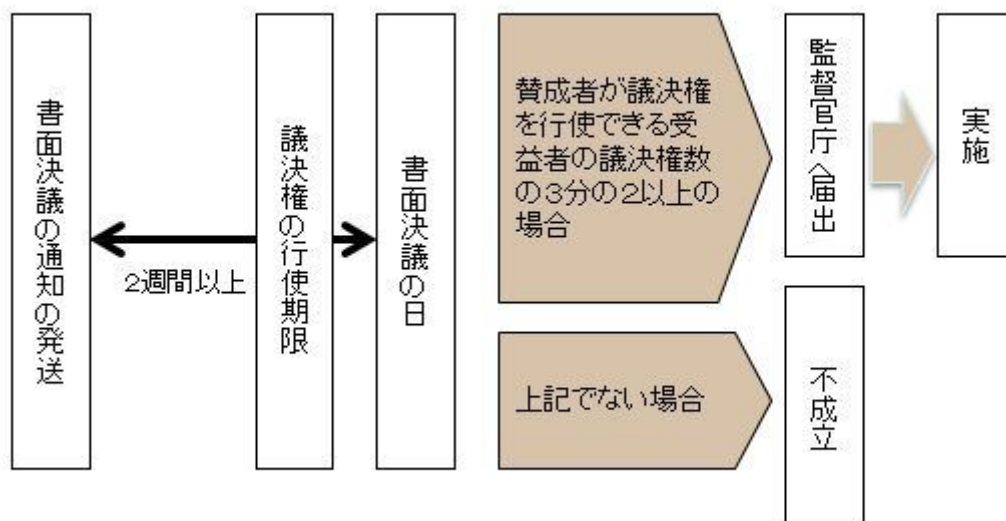 書面決議の通知の発送
2週間以上
議決権の行使期限
書面決議の日
賛成者が議決権
を行使できる受
益者の議決権数
の3分の2以上の
場合
監督官庁へ届出
実施
上記でない場合
不成立